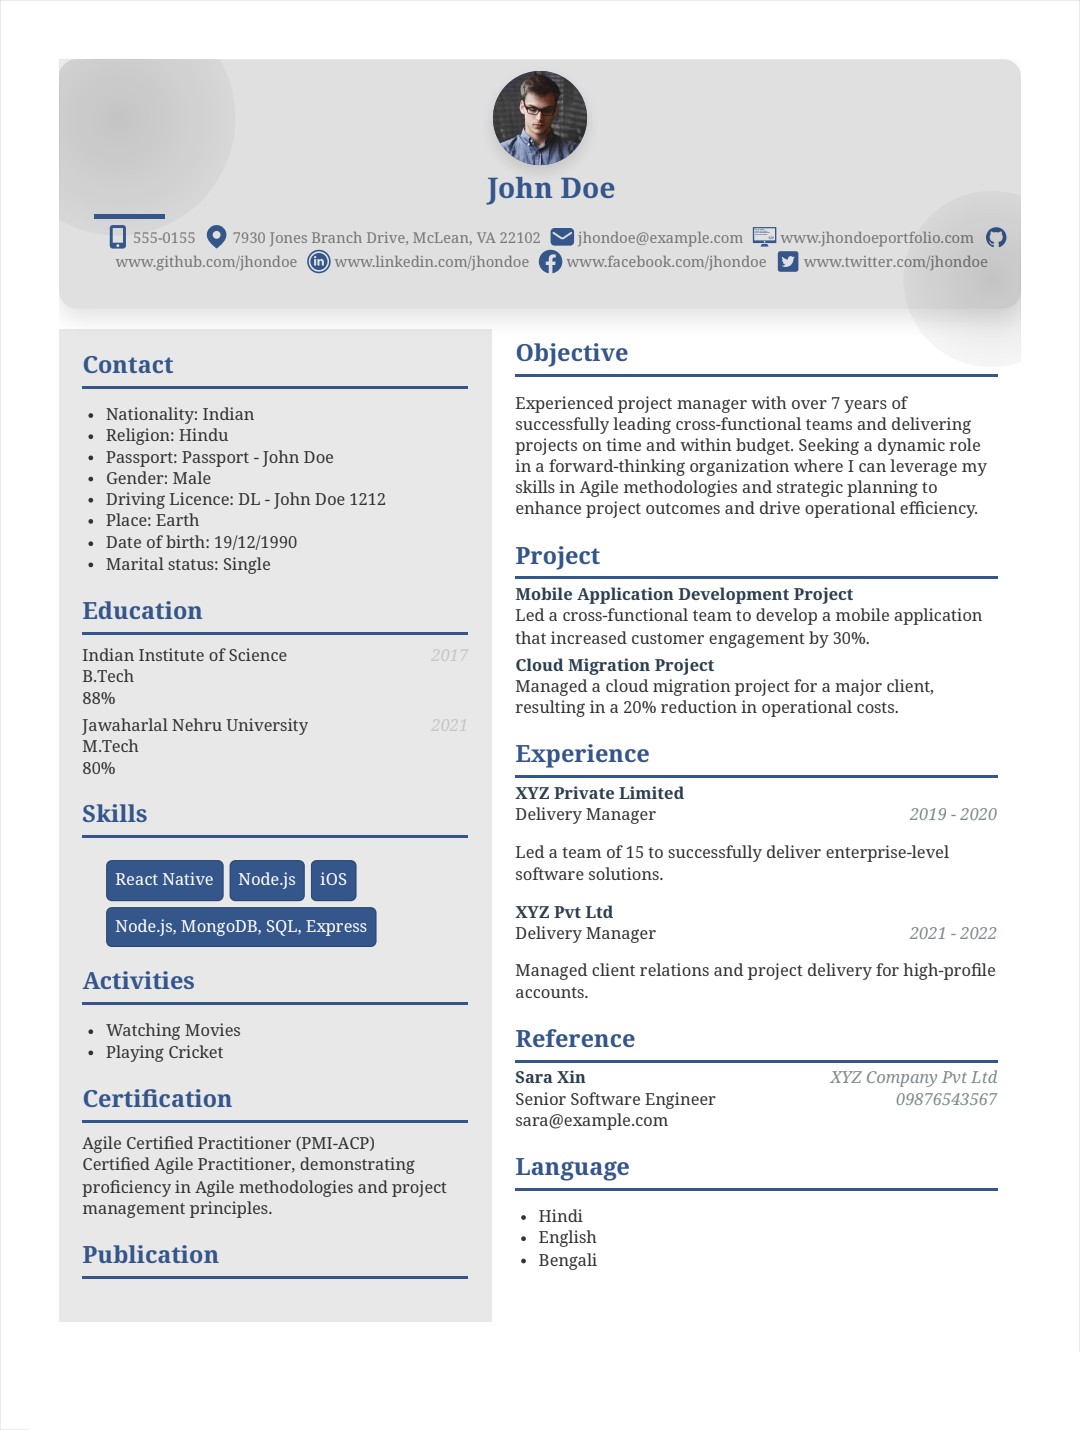 John Doe
555-0155 7930 Jones Branch Drive, McLean, VA 22102 jhondoe@example.com www.jhondoeportfolio.com
www.github.com/jhondoe www.linkedin.com/jhondoe www.facebook.com/jhondoe www.twitter.com/jhondoe
Contact
• Nationality: Indian
• Religion: Hindu
• Passport: Passport - John Doe
• Gender: Male
• Driving Licence: DL - John Doe 1212
• Place: Earth
• Date of birth: 19/12/1990
• Marital status: Single
Education
Indian Institute of Science 2017
B.Tech
88%
Jawaharlal Nehru University 2021
M.Tech
80%
Skills
React Native Node.js iOS
Node.js, MongoDB, SQL, Express
Activities
• Watching Movies
• Playing Cricket
Certification
Agile Certified Practitioner (PMI-ACP)
Certified Agile Practitioner, demonstrating
proficiency in Agile methodologies and project
management principles.
Publication
Objective
Experienced project manager with over 7 years of
successfully leading cross-functional teams and delivering
projects on time and within budget. Seeking a dynamic role
in a forward-thinking organization where I can leverage my
skills in Agile methodologies and strategic planning to
enhance project outcomes and drive operational efficiency.
Project
Mobile Application Development Project
Led a cross-functional team to develop a mobile application
that increased customer engagement by 30%.
Cloud Migration Project
Managed a cloud migration project for a major client,
resulting in a 20% reduction in operational costs.
Experience
XYZ Private Limited
Delivery Manager 2019 - 2020
Led a team of 15 to successfully deliver enterprise-level
software solutions.
XYZ Pvt Ltd
Delivery Manager 2021 - 2022
Managed client relations and project delivery for high-profile
accounts.
Reference
Sara Xin XYZ Company Pvt Ltd
Senior Software Engineer 09876543567
sara@example.com
Language
• Hindi
• English
• Bengali